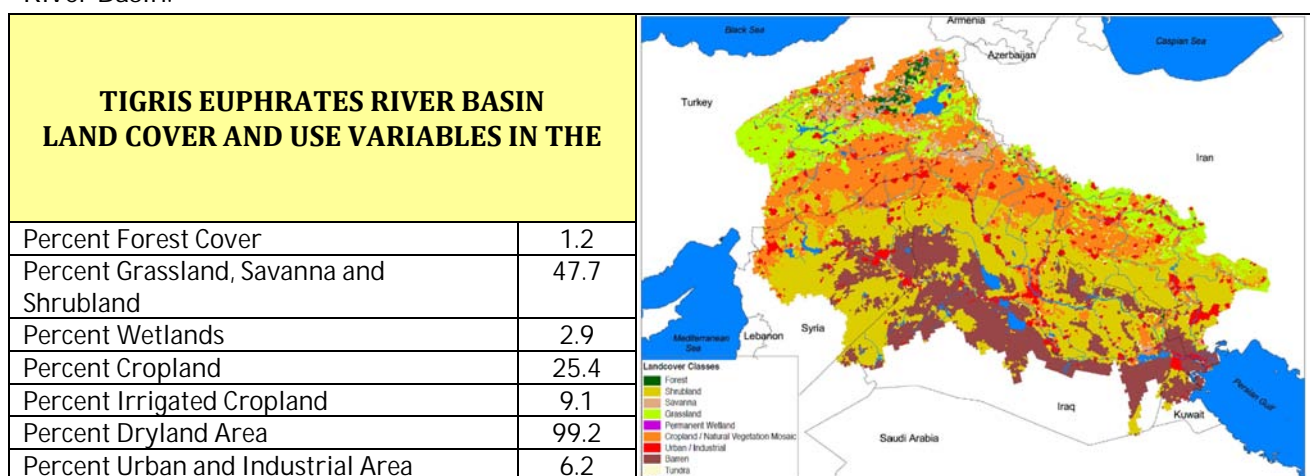 TIGRIS EUPHRATES RIVER BASIN
LAND COVER AND USE VARIABLES IN THE
Percent Forest Cover 1.2
Percent Grassland, Savanna and 47.7
Shrubland
Percent Wetlands 2.9
Percent Cropland 25.4
Percent Irrigated Cropland 9.1
Percent Dryland Area 99.2
Percent Urban and Industrial Area 6.2
Black Sea
Armenia
Caspian Sea
Azerbaijan
Turkey
Iran
Mediterranean
Sea
Lebanon
Syria
Iraq
Kuwait
Persian Gulf
Saudi Arabia
Landcover Classes
Forest
Shrubland
Savanna
Grassland
Permanent Wetland
Cropland / Natural Vegetation Mosaic
Urban / Industrial
Barren
Tundra